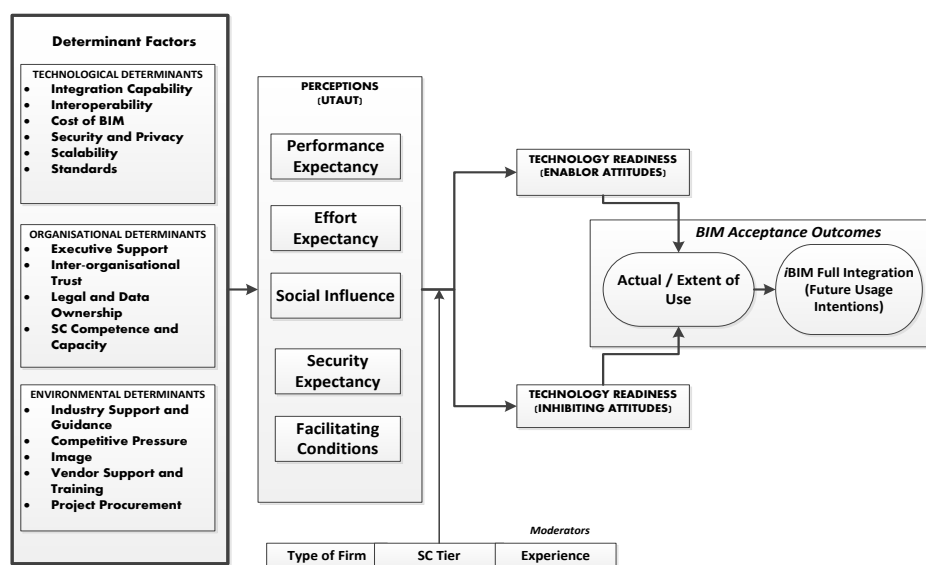 Determinant Factors
TECHNOLOGICAL DETERMINANTS
• Integration Capability
• Interoperability
• Cost of BIM
• Security and Privacy
• Scalability
• Standards
ORGANISATIONAL DETERMINANTS
• Executive Support
• Inter-organisational
Trust
• Legal and Data
Ownership
• SC Competence and
Capacity
ENVIRONMENTAL DETERMINANTS
• Industry Support and
Guidance
• Competitive Pressure
• Image
• Vendor Support and
Training
• Project Procurement
PERCEPTIONS
(UTAUT)
Performance
Expectancy
Effort
Expectancy
Social Influence
Security
Expectancy
Facilitating
Conditions
TECHNOLOGY READINESS
(ENABLOR ATTITUDES)
BIM Acceptance Outcomes
Actual / Extent of
Use
iBIM Full Integration
(Future Usage
Intentions)
TECHNOLOGY READINESS
(INHIBITING ATTITUDES)
Moderators
Type of Firm
SC Tier
Experience